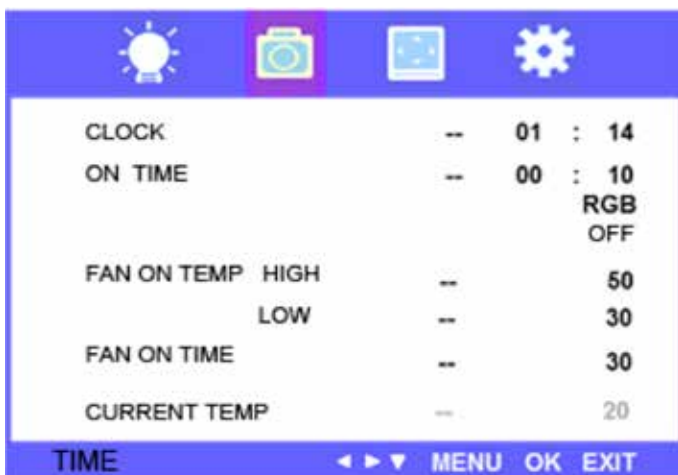 CLOCK -- 01 : 14
ON TIME -- 00 : 10
RGB
OFF
FAN ON TEMP HIGH -- 50
LOW -- 30
FAN ON TIME -- 30
CURRENT TEMP -- 20
TIME ◄ ► ▼ MENU OK EXIT